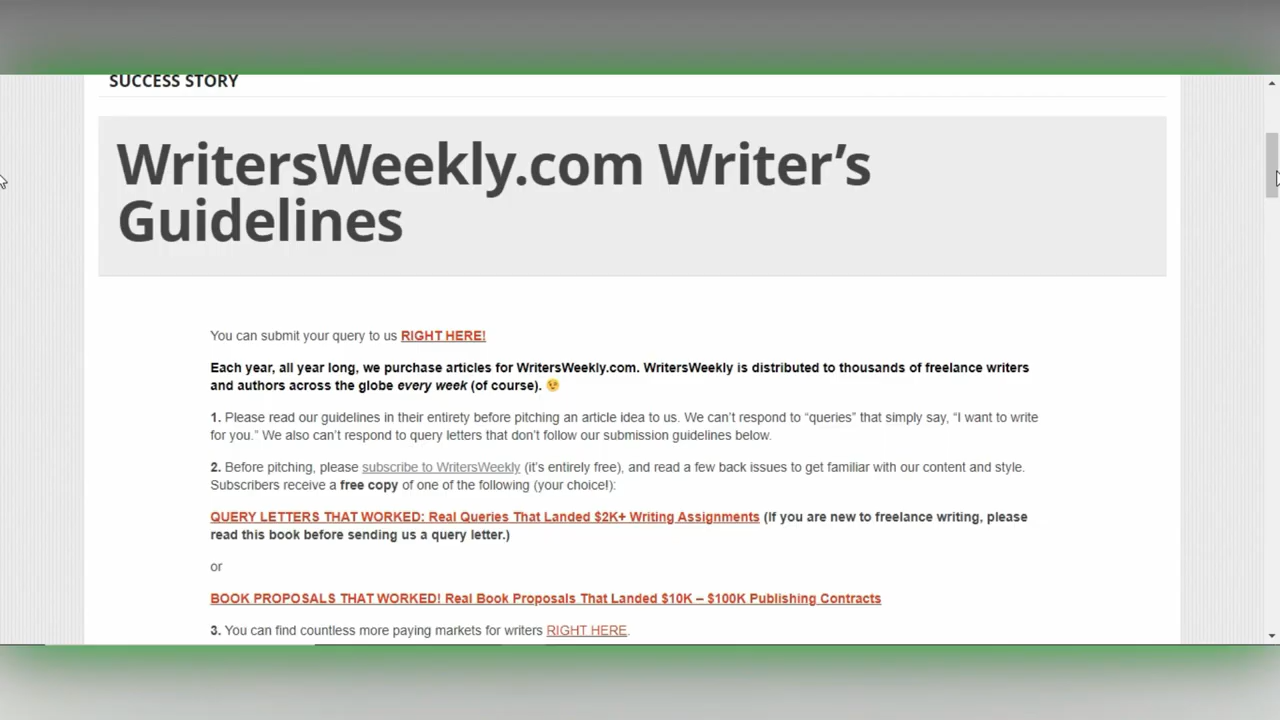 SUCCESS STORY
WritersWeekly.com Writer’s
Guidelines
You can submit your query to us RIGHT HERE!
Each year, all year long, we purchase articles for WritersWeekly.com. WritersWeekly is distributed to thousands of freelance writers
and authors across the globe every week (of course). 😉
1. Please read our guidelines in their entirety before pitching an article idea to us. We can’t respond to “queries” that simply say, “I want to write
for you.” We also can’t respond to query letters that don’t follow our submission guidelines below.
2. Before pitching, please subscribe to WritersWeekly (it’s entirely free), and read a few back issues to get familiar with our content and style.
Subscribers receive a free copy of one of the following (your choice!):
QUERY LETTERS THAT WORKED: Real Queries That Landed $2K+ Writing Assignments (If you are new to freelance writing, please
read this book before sending us a query letter.)
or
BOOK PROPOSALS THAT WORKED! Real Book Proposals That Landed $10K – $100K Publishing Contracts
3. You can find countless more paying markets for writers RIGHT HERE.